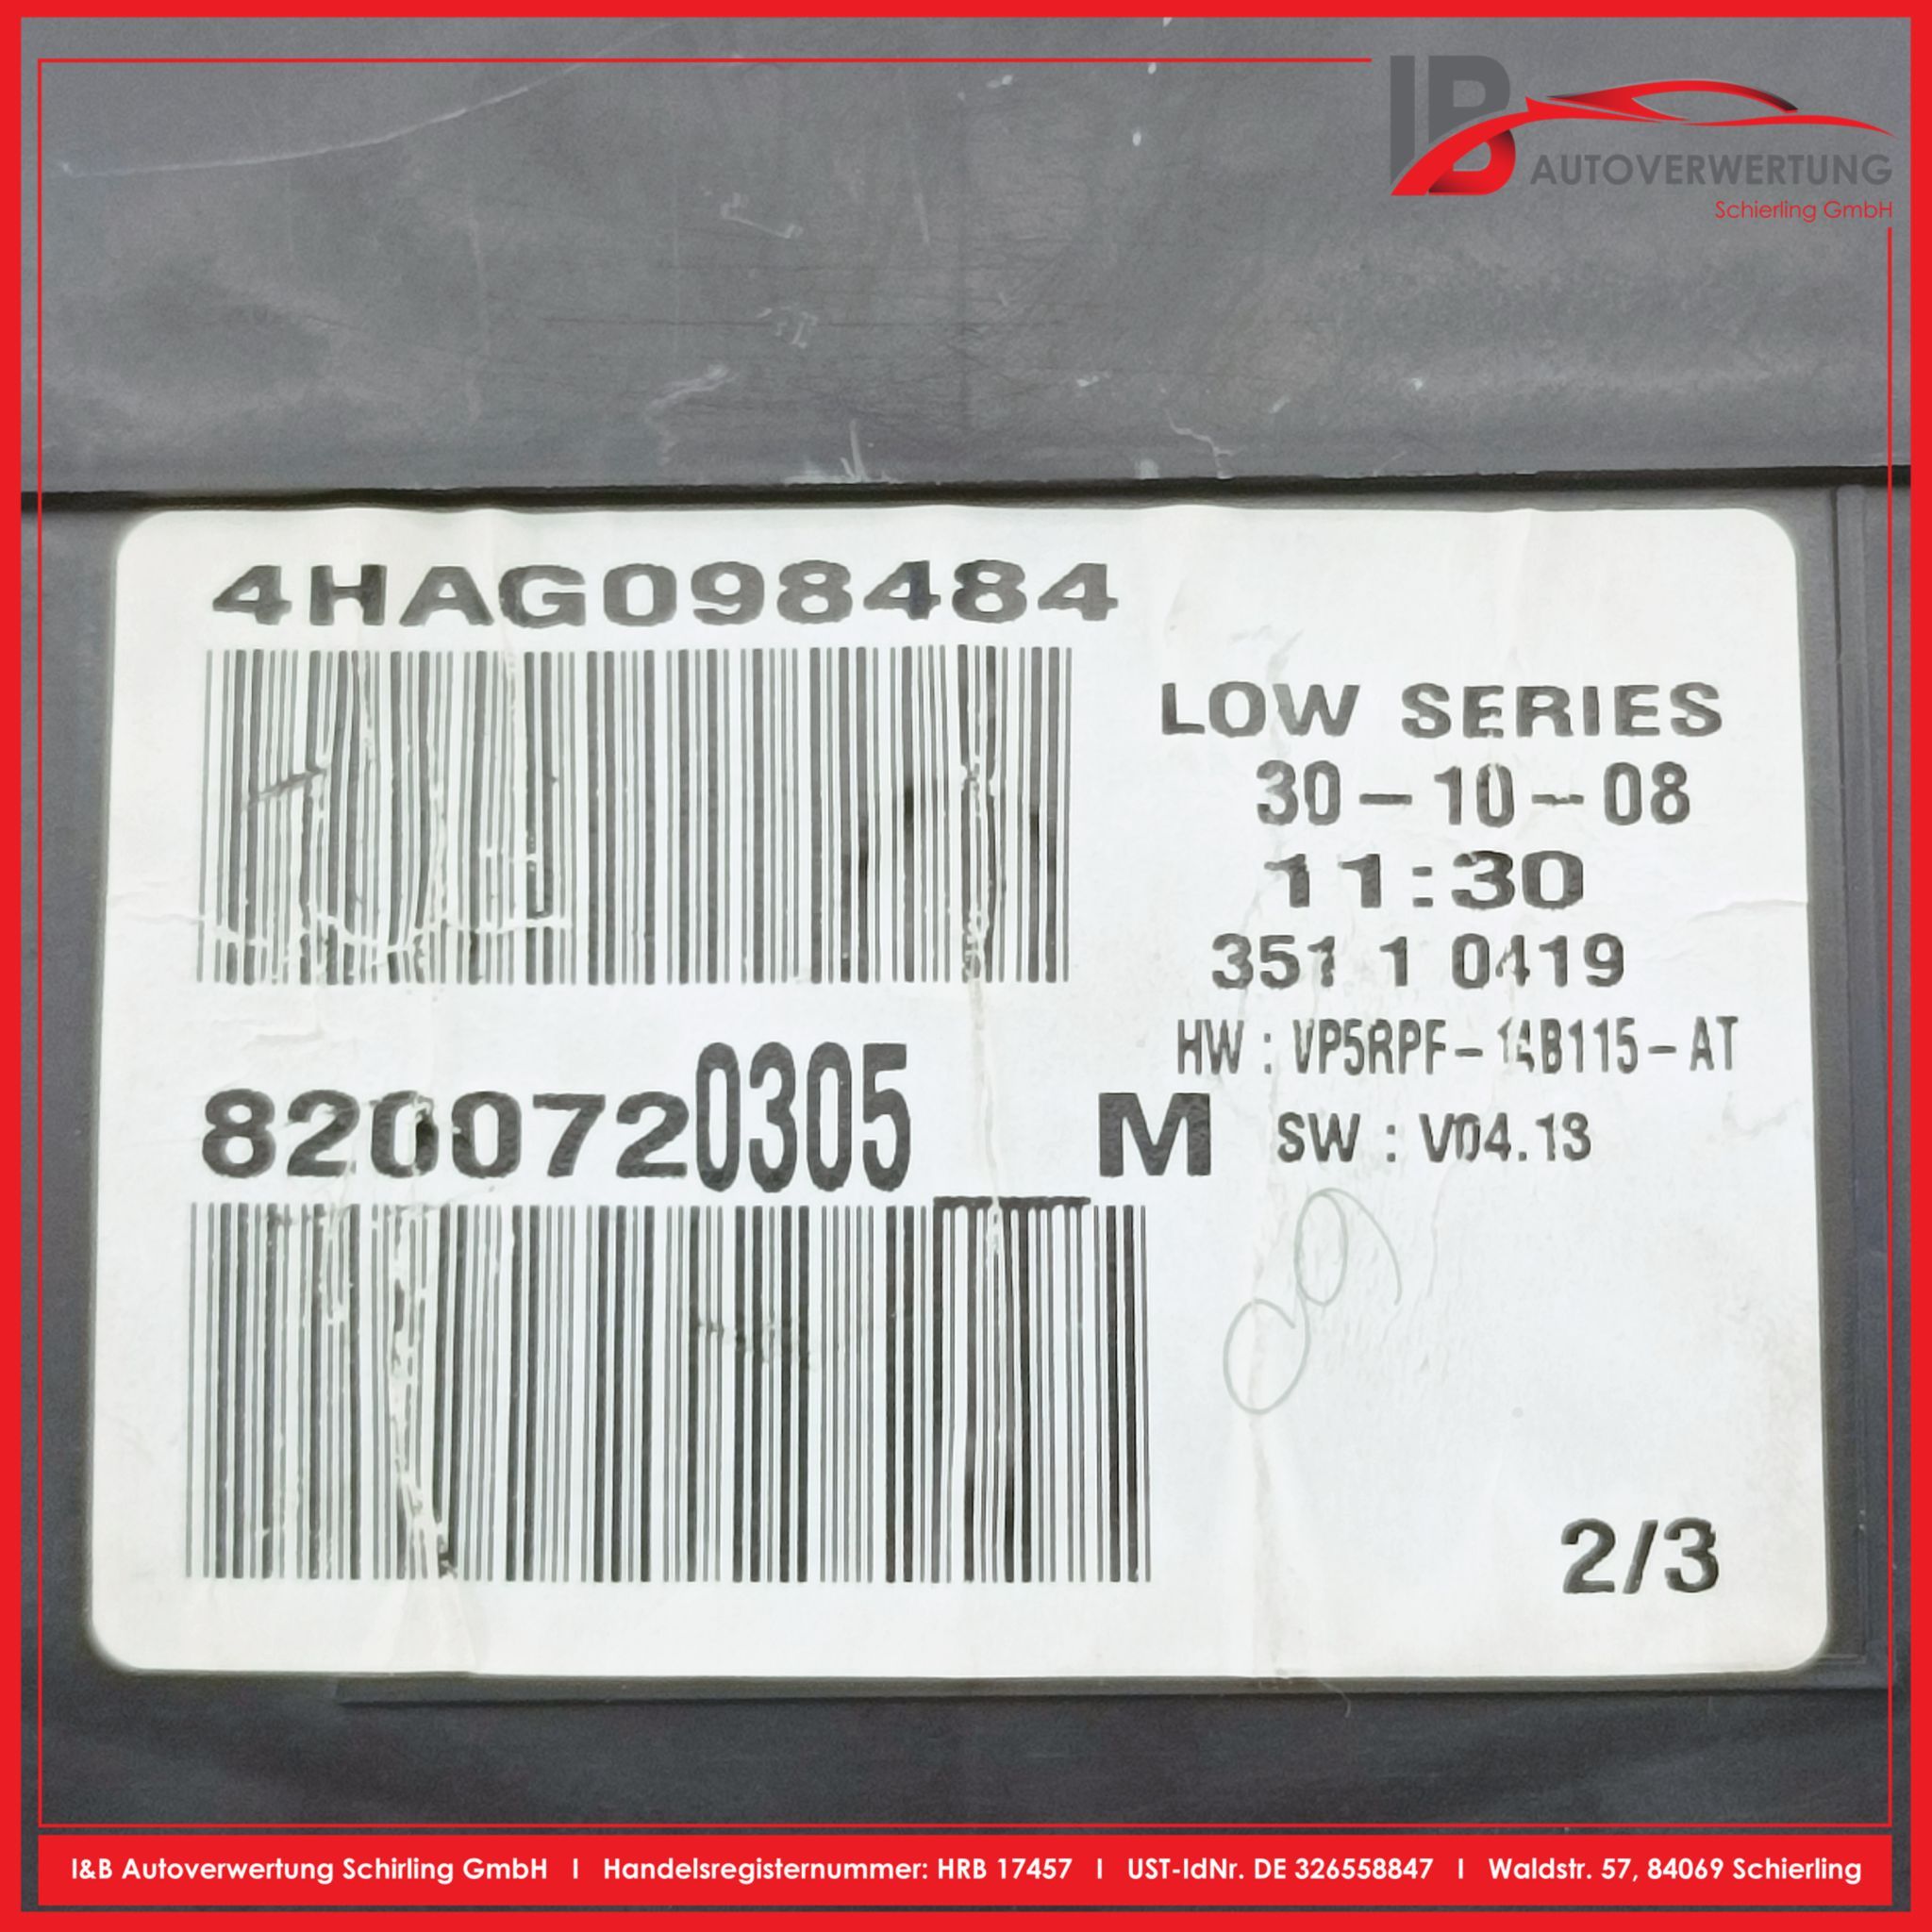 IB AUTOVERWERTUNG
Schierling GmbH
4HAG098484
LOW SERIES
30-10-08
11:30
351 1 0419
HW : VP5RPF-14B115-AT
8200720305__M
SW : V04.13
2/3
I&B Autoverwertung Schirling GmbH I Handelsregisternummer: HRB 17457 I UST-IdNr. DE 326558847 I Waldstr. 57, 84069 Schierling